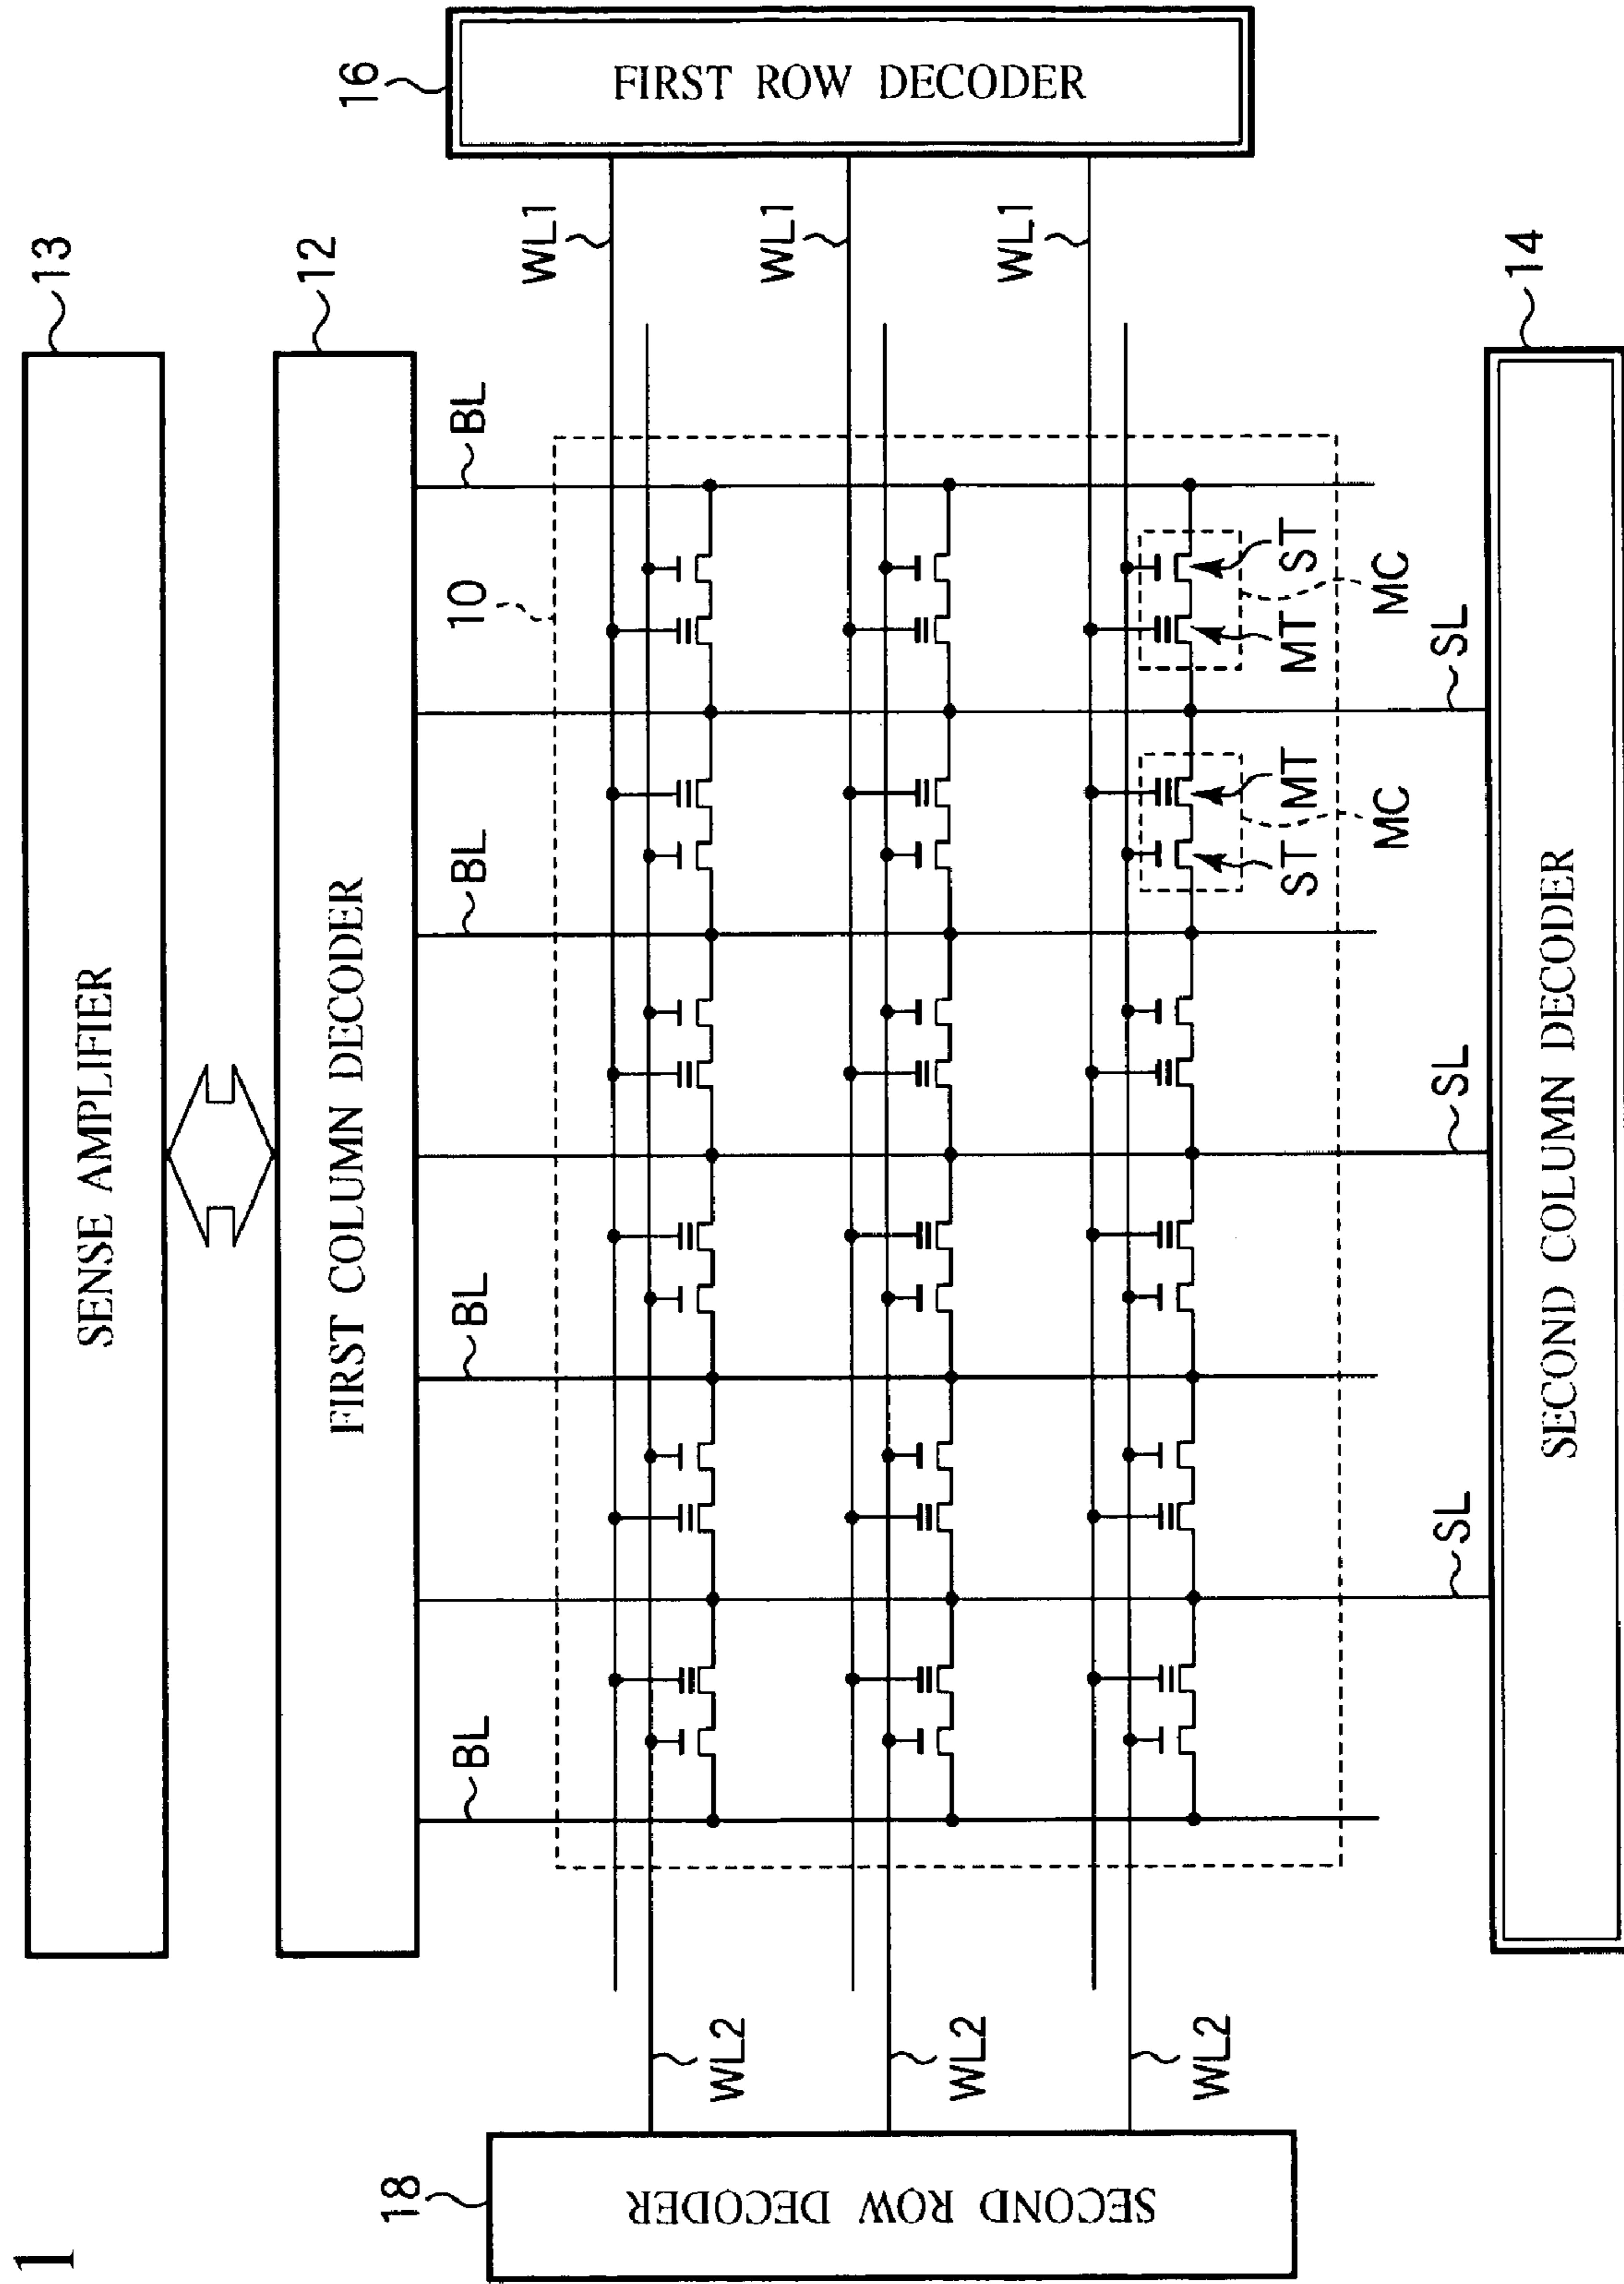 1
SENSE AMPLIFIER
13
FIRST COLUMN DECODER
12
BL
BL
BL
BL
10
WL1
WL1
WL1
16
FIRST ROW DECODER
18
SECOND ROW DECODER
WL2
WL2
WL2
ST
MT
MT
ST
MC
MC
SL
SL
SL
SECOND COLUMN DECODER
14